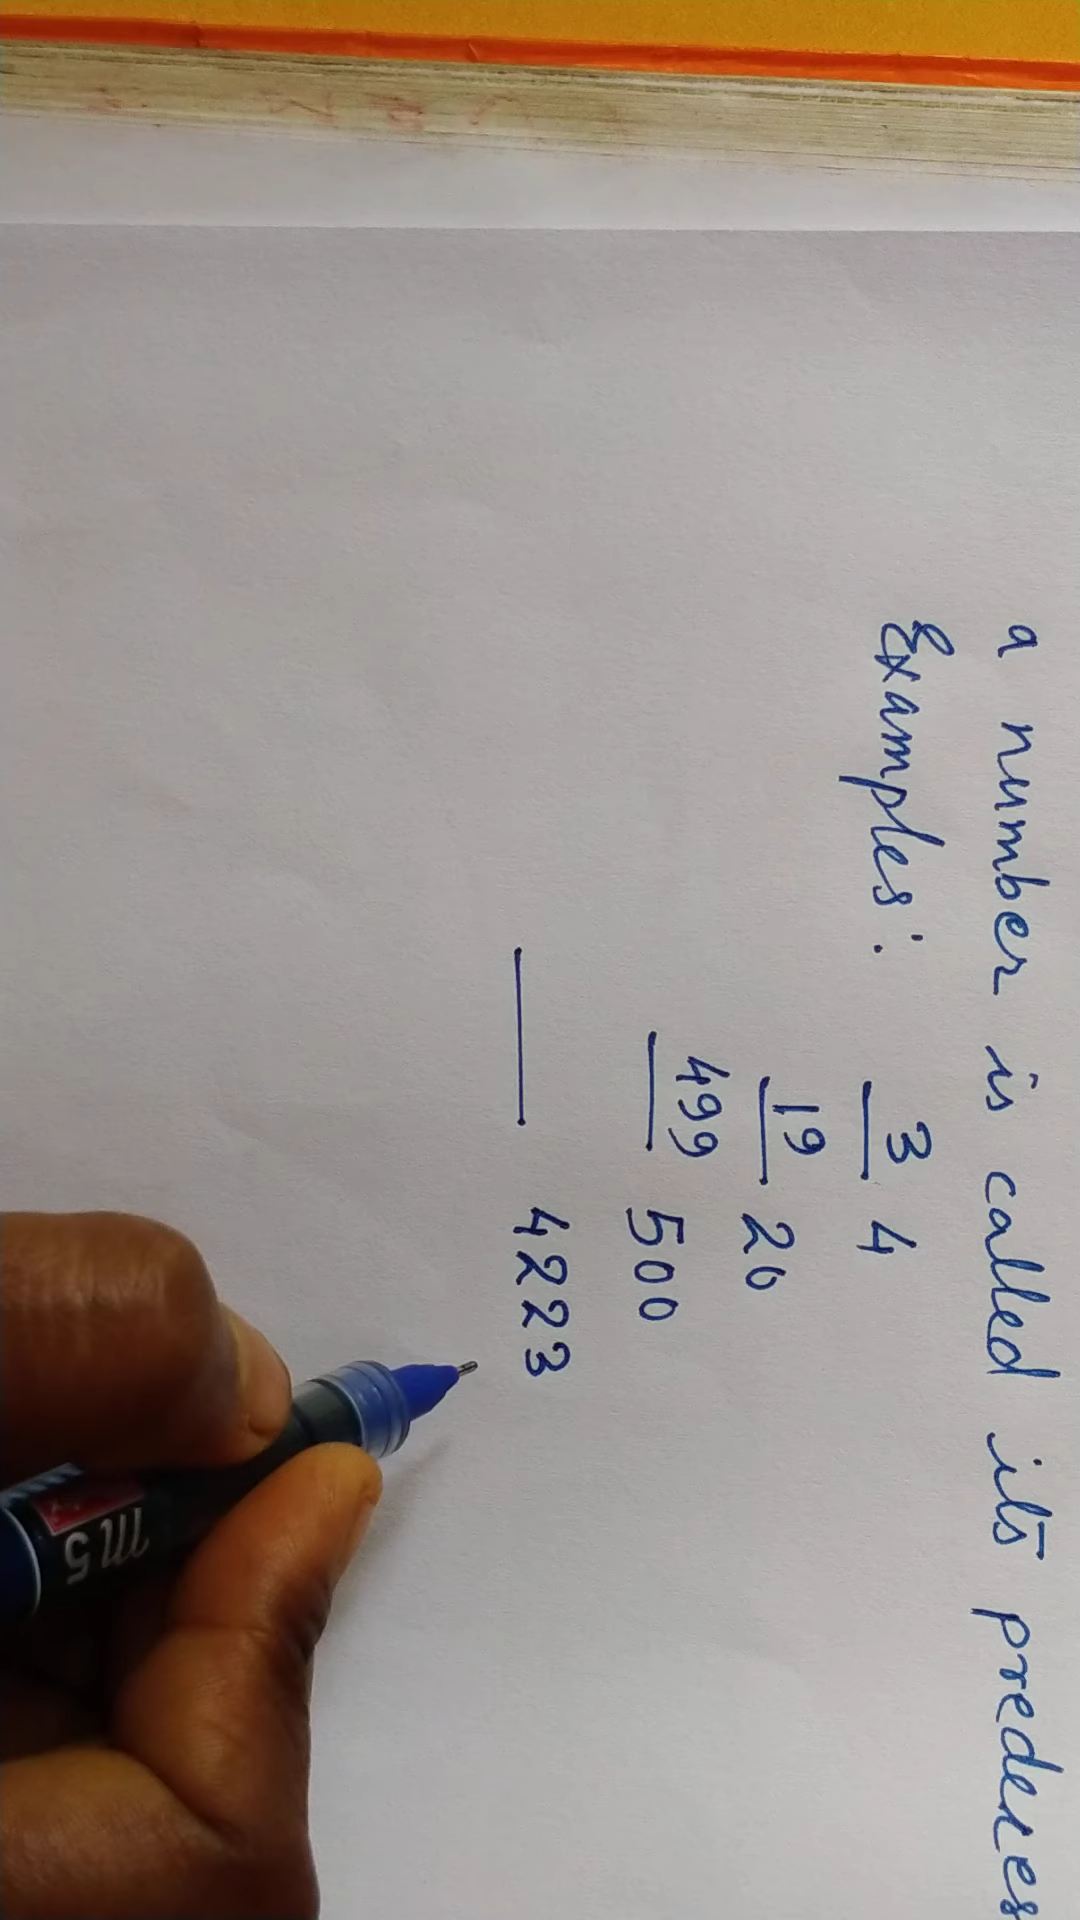 a number is called its predeces
Examples: 3 4
19 20
499 500
4223
m5